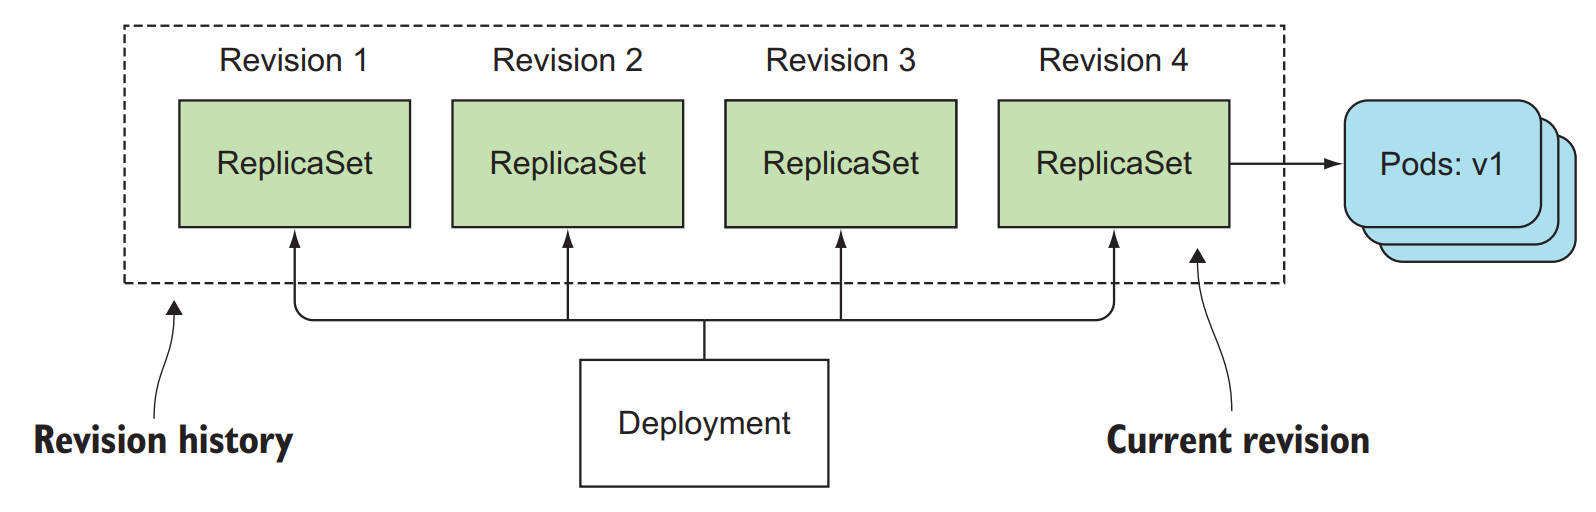 Revision 1
Revision 2
Revision 3
Revision 4
ReplicaSet
ReplicaSet
ReplicaSet
ReplicaSet
Pods: v1
Deployment
Revision history
Current revision